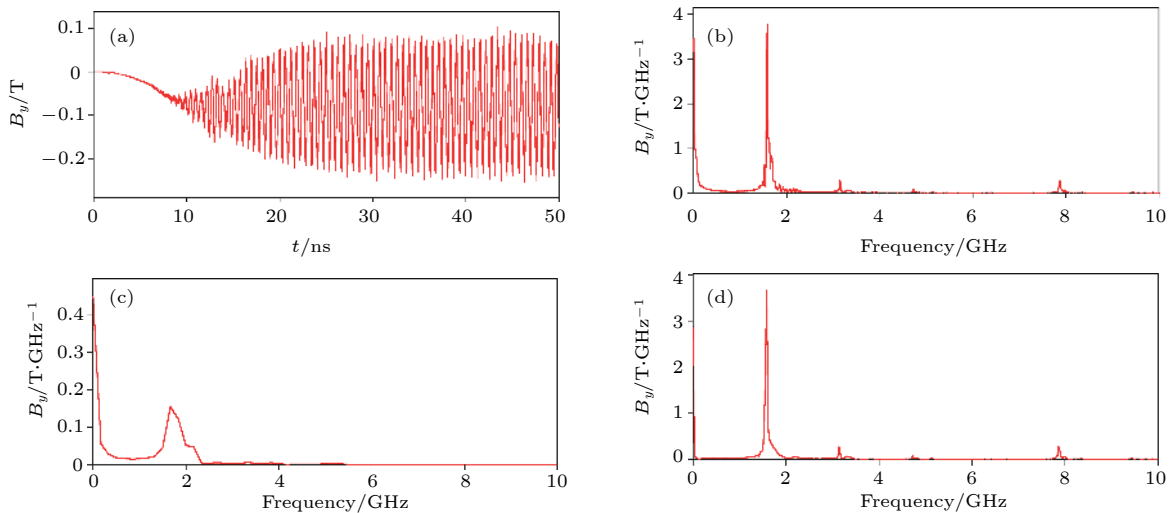 (a)
0.1
0
−0.1
−0.2
B_y/T
0 10 20 30 40 50
t/ns
(b)
4
3
2
1
0
B_y/T·GHz⁻¹
0 2 4 6 8 10
Frequency/GHz
(c)
0.4
0.3
0.2
0.1
0
B_y/T·GHz⁻¹
0 2 4 6 8 10
Frequency/GHz
(d)
4
3
2
1
0
B_y/T·GHz⁻¹
0 2 4 6 8 10
Frequency/GHz